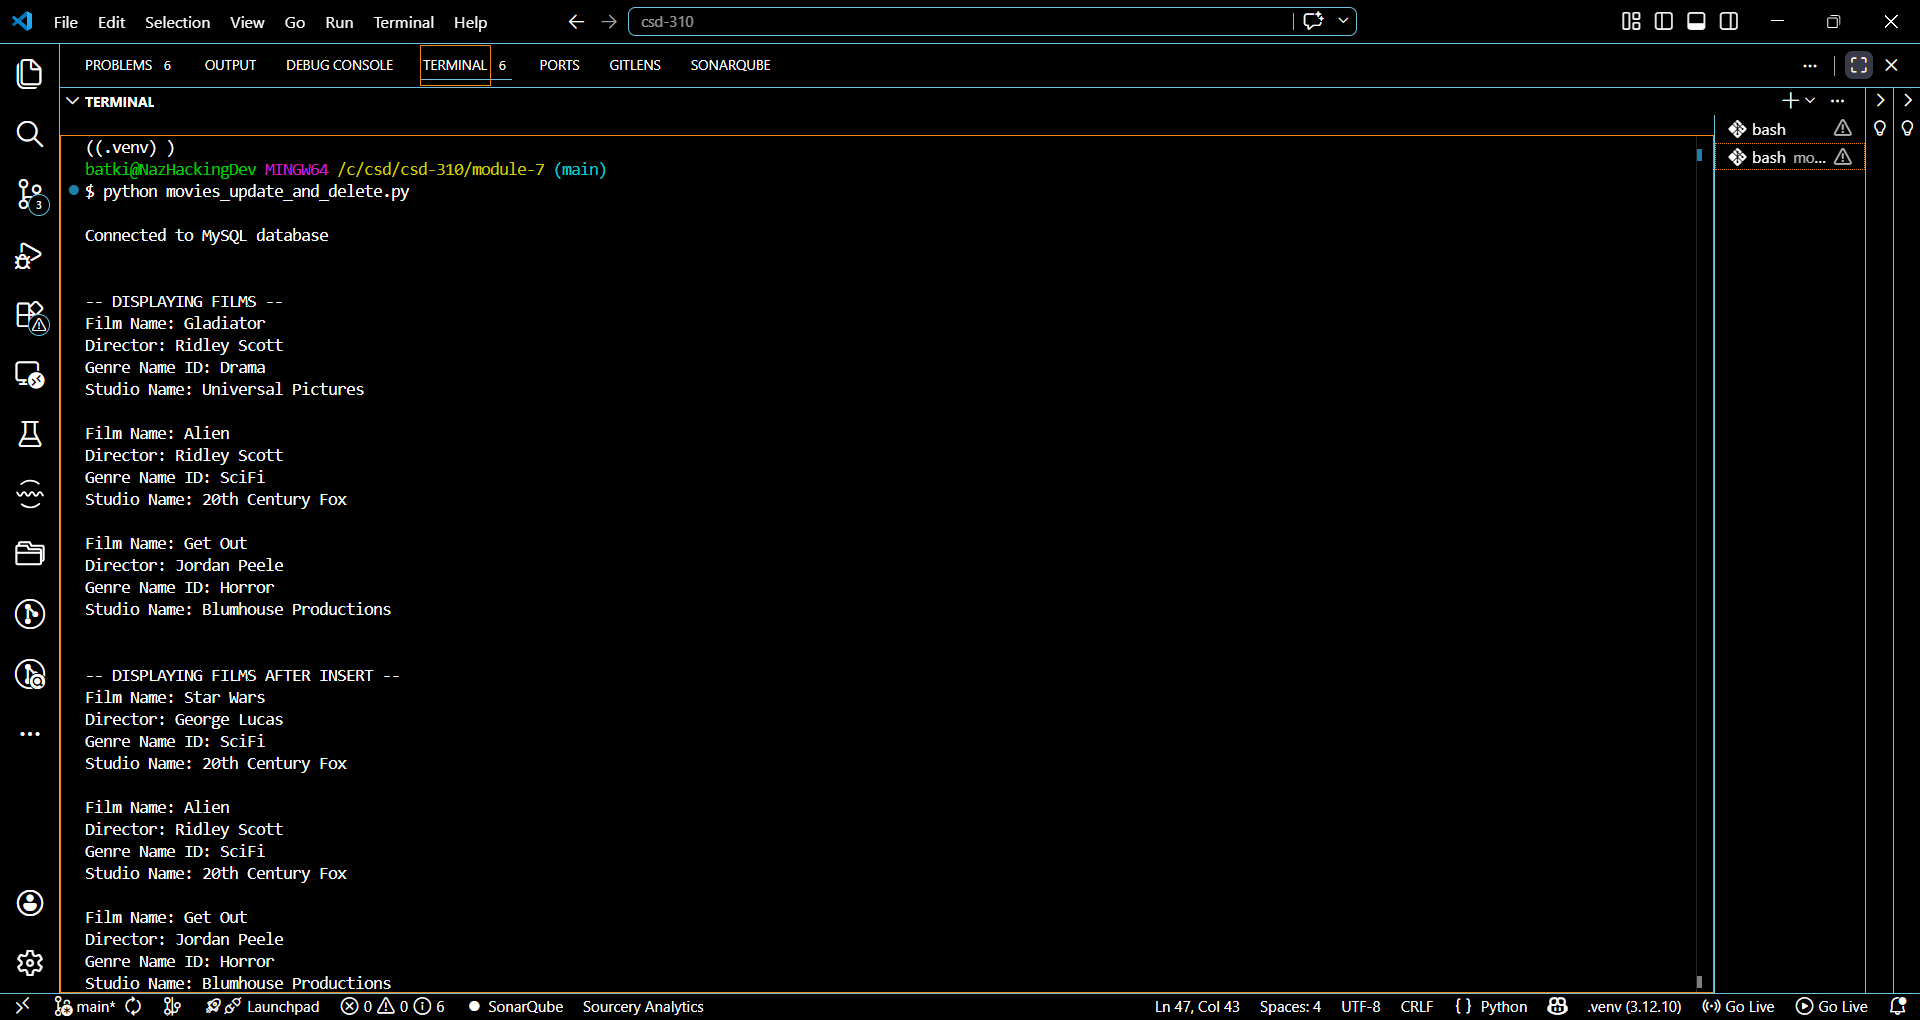 File Edit Selection View Go Run Terminal Help
csd-310
PROBLEMS 6 OUTPUT DEBUG CONSOLE TERMINAL 6 PORTS GITLENS SONARQUBE
TERMINAL
bash
bash mo...
((.venv) )
batki@NazHackingDev MINGW64 /c/csd/csd-310/module-7 (main)
$ python movies_update_and_delete.py
Connected to MySQL database
-- DISPLAYING FILMS --
Film Name: Gladiator
Director: Ridley Scott
Genre Name ID: Drama
Studio Name: Universal Pictures
Film Name: Alien
Director: Ridley Scott
Genre Name ID: SciFi
Studio Name: 20th Century Fox
Film Name: Get Out
Director: Jordan Peele
Genre Name ID: Horror
Studio Name: Blumhouse Productions
-- DISPLAYING FILMS AFTER INSERT --
Film Name: Star Wars
Director: George Lucas
Genre Name ID: SciFi
Studio Name: 20th Century Fox
Film Name: Alien
Director: Ridley Scott
Genre Name ID: SciFi
Studio Name: 20th Century Fox
Film Name: Get Out
Director: Jordan Peele
Genre Name ID: Horror
Studio Name: Blumhouse Productions
3
main* Launchpad 0 0 6 SonarQube Sourcery Analytics Ln 47, Col 43 Spaces: 4 UTF-8 CRLF { } Python .venv (3.12.10) Go Live Go Live